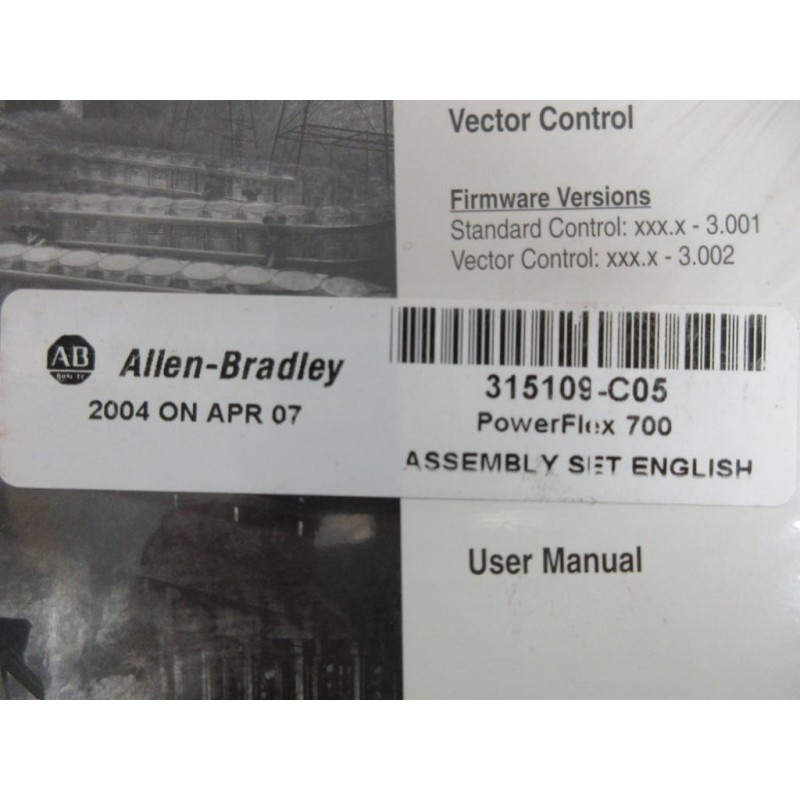 Vector Control
Firmware Versions
Standard Control: xxx.x - 3.001
Vector Control: xxx.x - 3.002
AB
Allen-Bradley
2004 ON APR 07
315109-C05
PowerFlex 700
ASSEMBLY SET ENGLISH
User Manual